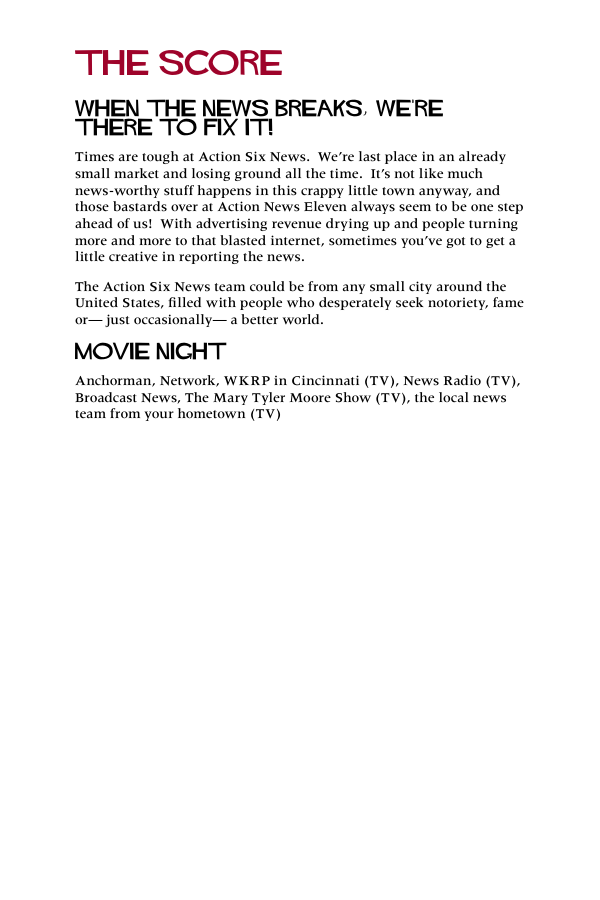 THE SCORE
WHEN THE NEWS BREAKS, WE'RE
THERE TO FIX IT!
Times are tough at Action Six News.  We're last place in an already
small market and losing ground all the time.  It's not like much
news-worthy stuff happens in this crappy little town anyway, and
those bastards over at Action News Eleven always seem to be one step
ahead of us!  With advertising revenue drying up and people turning
more and more to that blasted internet, sometimes you've got to get a
little creative in reporting the news.
The Action Six News team could be from any small city around the
United States, filled with people who desperately seek notoriety, fame
or— just occasionally— a better world.
MOVIE NIGHT
Anchorman, Network, WKRP in Cincinnati (TV), News Radio (TV),
Broadcast News, The Mary Tyler Moore Show (TV), the local news
team from your hometown (TV)